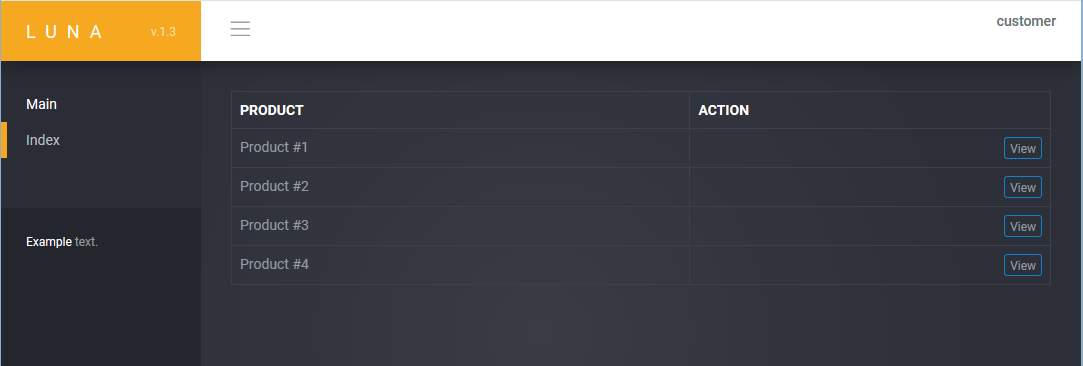 LUNA v.1.3
customer
Main
Index
Example text.
PRODUCT ACTION
Product #1 View
Product #2 View
Product #3 View
Product #4 View